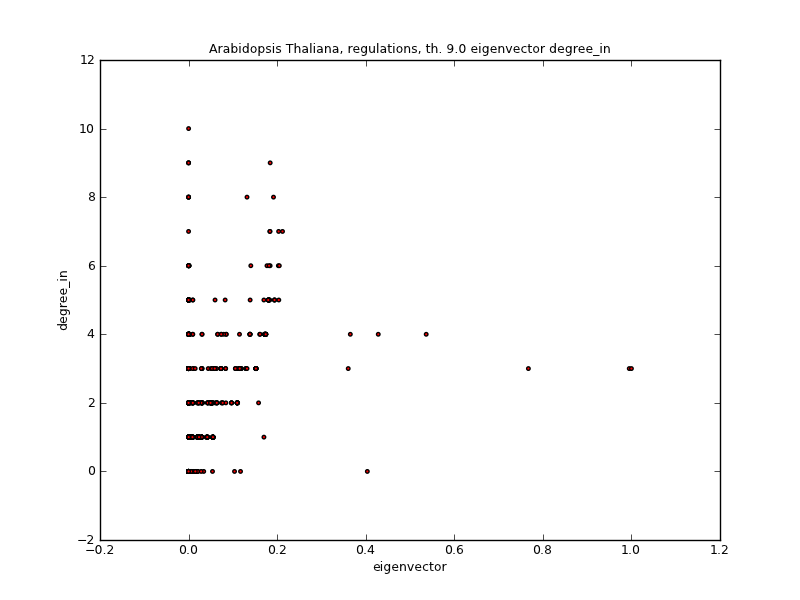 Arabidopsis Thaliana, regulations, th. 9.0 eigenvector degree_in
12
10
8
6
4
2
0
−2
degree_in
−0.2 0.0 0.2 0.4 0.6 0.8 1.0 1.2
eigenvector